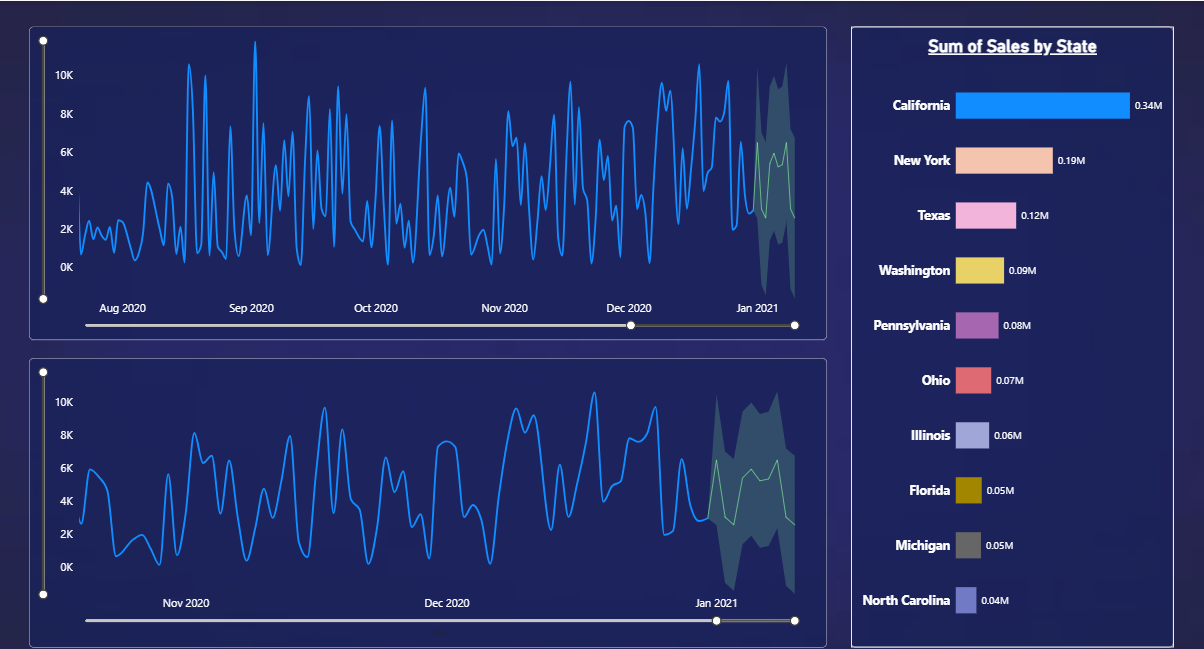 10K
8K
6K
4K
2K
0K
Aug 2020 Sep 2020 Oct 2020 Nov 2020 Dec 2020 Jan 2021
10K
8K
6K
4K
2K
0K
Nov 2020 Dec 2020 Jan 2021
Sum of Sales by State
California 0.34M
New York 0.19M
Texas 0.12M
Washington 0.09M
Pennsylvania 0.08M
Ohio 0.07M
Illinois 0.06M
Florida 0.05M
Michigan 0.05M
North Carolina 0.04M